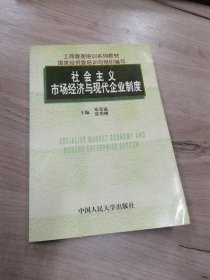 工商管理培训系列教材
国家经贸委培训司组织编写
社会主义
市场经济与现代企业制度
主编
SOCIALIST MARKET ECONOMY AND
MODERN ENTERPRISE SYSTEM
中国人民大学出版社